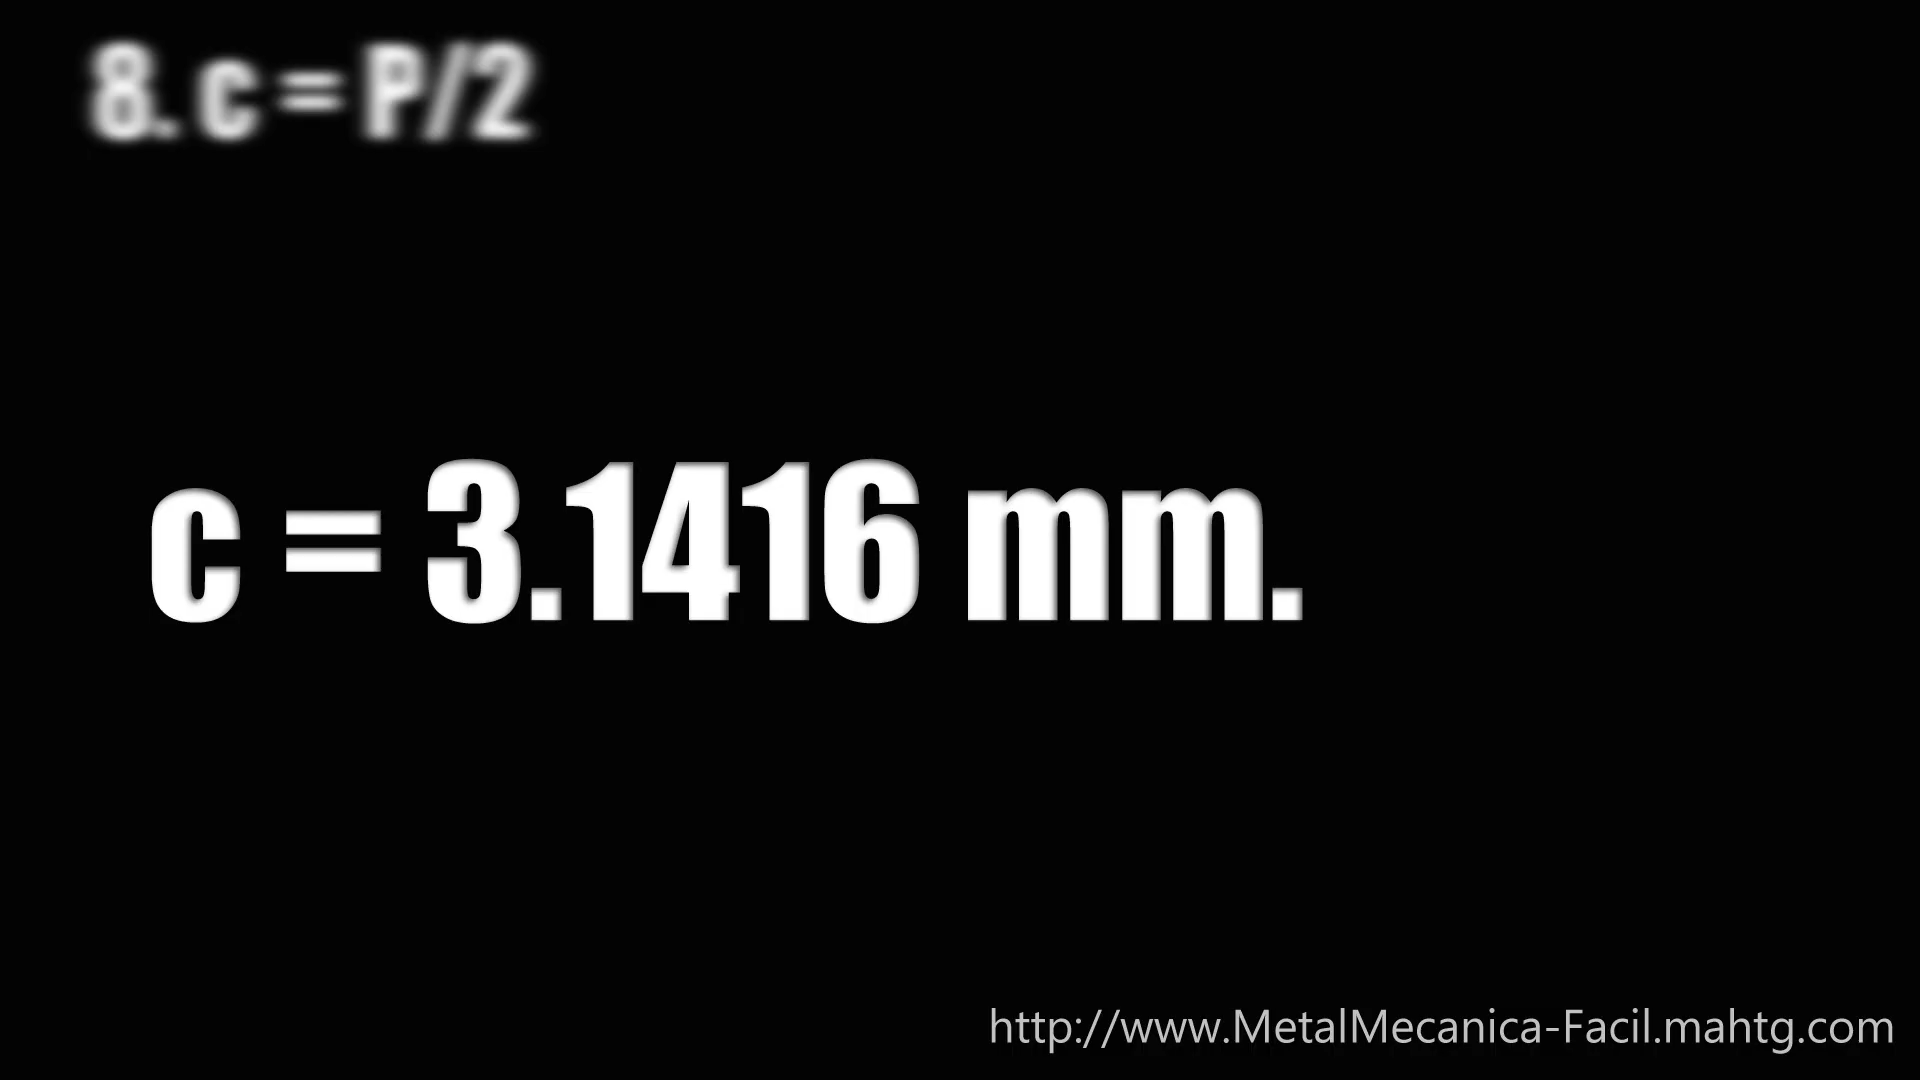 8. c = P/2
c = 3.1416 mm.
http://www.MetalMecanica-Facil.mahtg.com